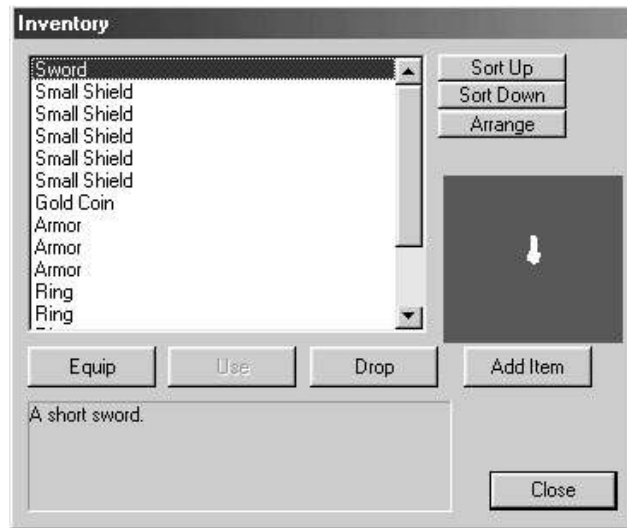 Inventory
Sword
Small Shield
Small Shield
Small Shield
Small Shield
Small Shield
Gold Coin
Armor
Armor
Armor
Ring
Ring
Sort Up
Sort Down
Arrange
Equip
Use
Drop
Add Item
A short sword.
Close